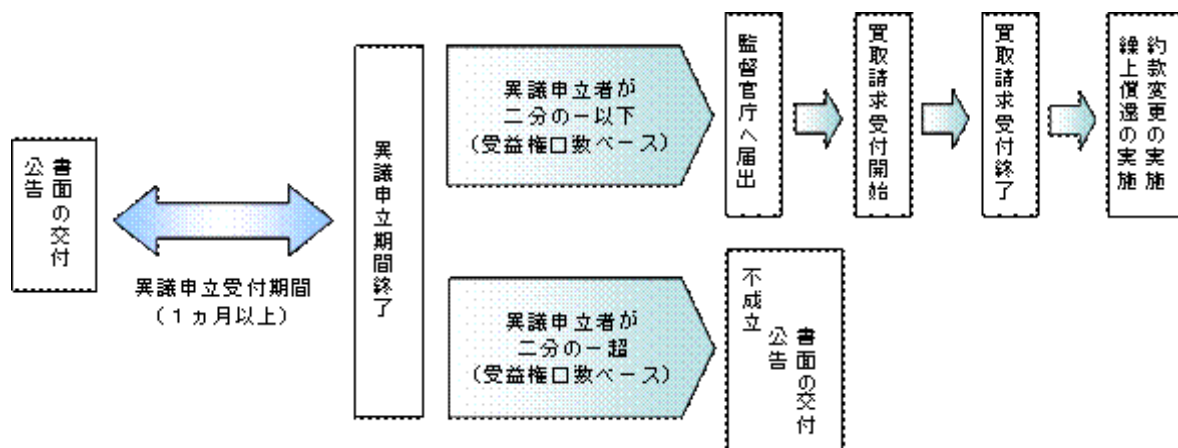 書面の交付
公告
異議申立受付期間
（１ヵ月以上）
異議申立期間終了
異議申立者が
二分の一以下
（受益権口数ベース）
監督官庁へ届出
買取請求受付開始
買取請求受付終了
約款変更の実施
繰上償還の実施
異議申立者が
二分の一超
（受益権口数ベース）
不成立
書面の交付
公告